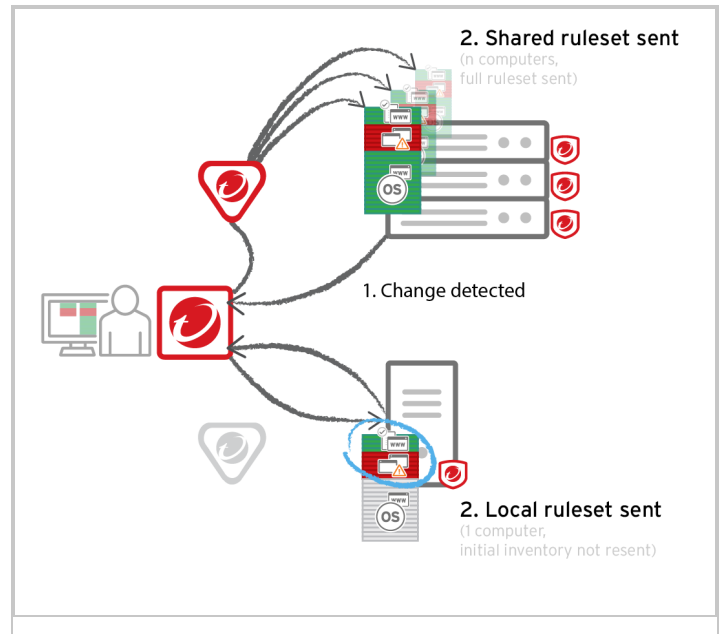 2. Shared ruleset sent
(n computers,
full ruleset sent)
www
www
www
OS
1. Change detected
www
www
OS
2. Local ruleset sent
(1 computer,
initial inventory not resent)